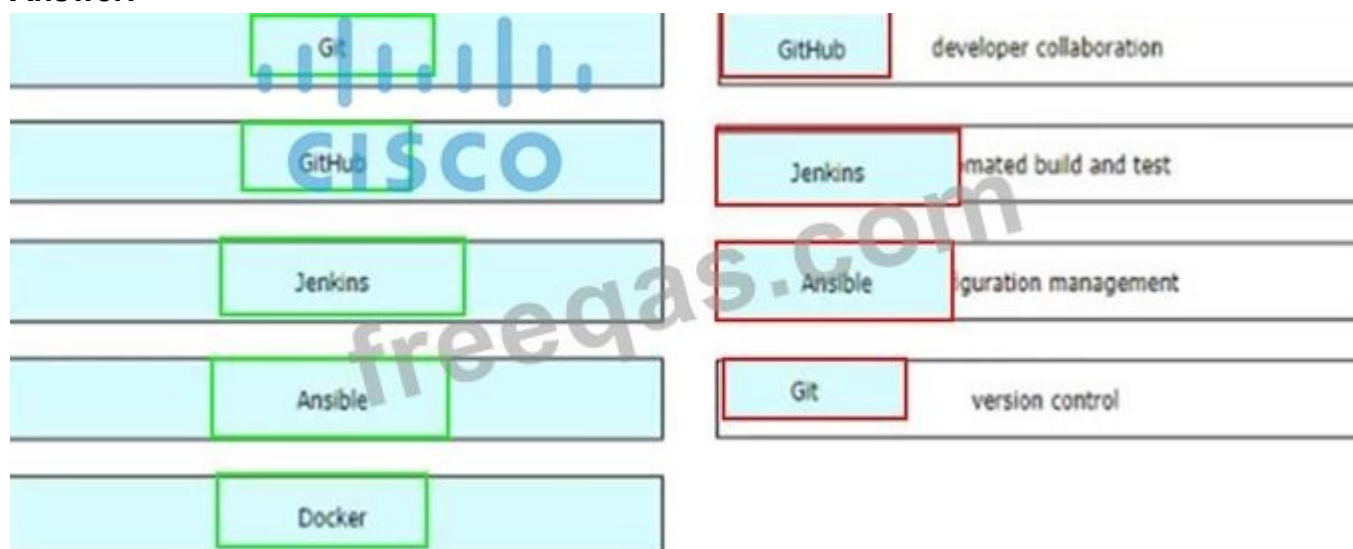 Git
GitHub developer collaboration
CISCO
GitHub
Jenkins mated build and test
Jenkins
Ansible guration management
freeqas.com
Ansible
Git version control
Docker